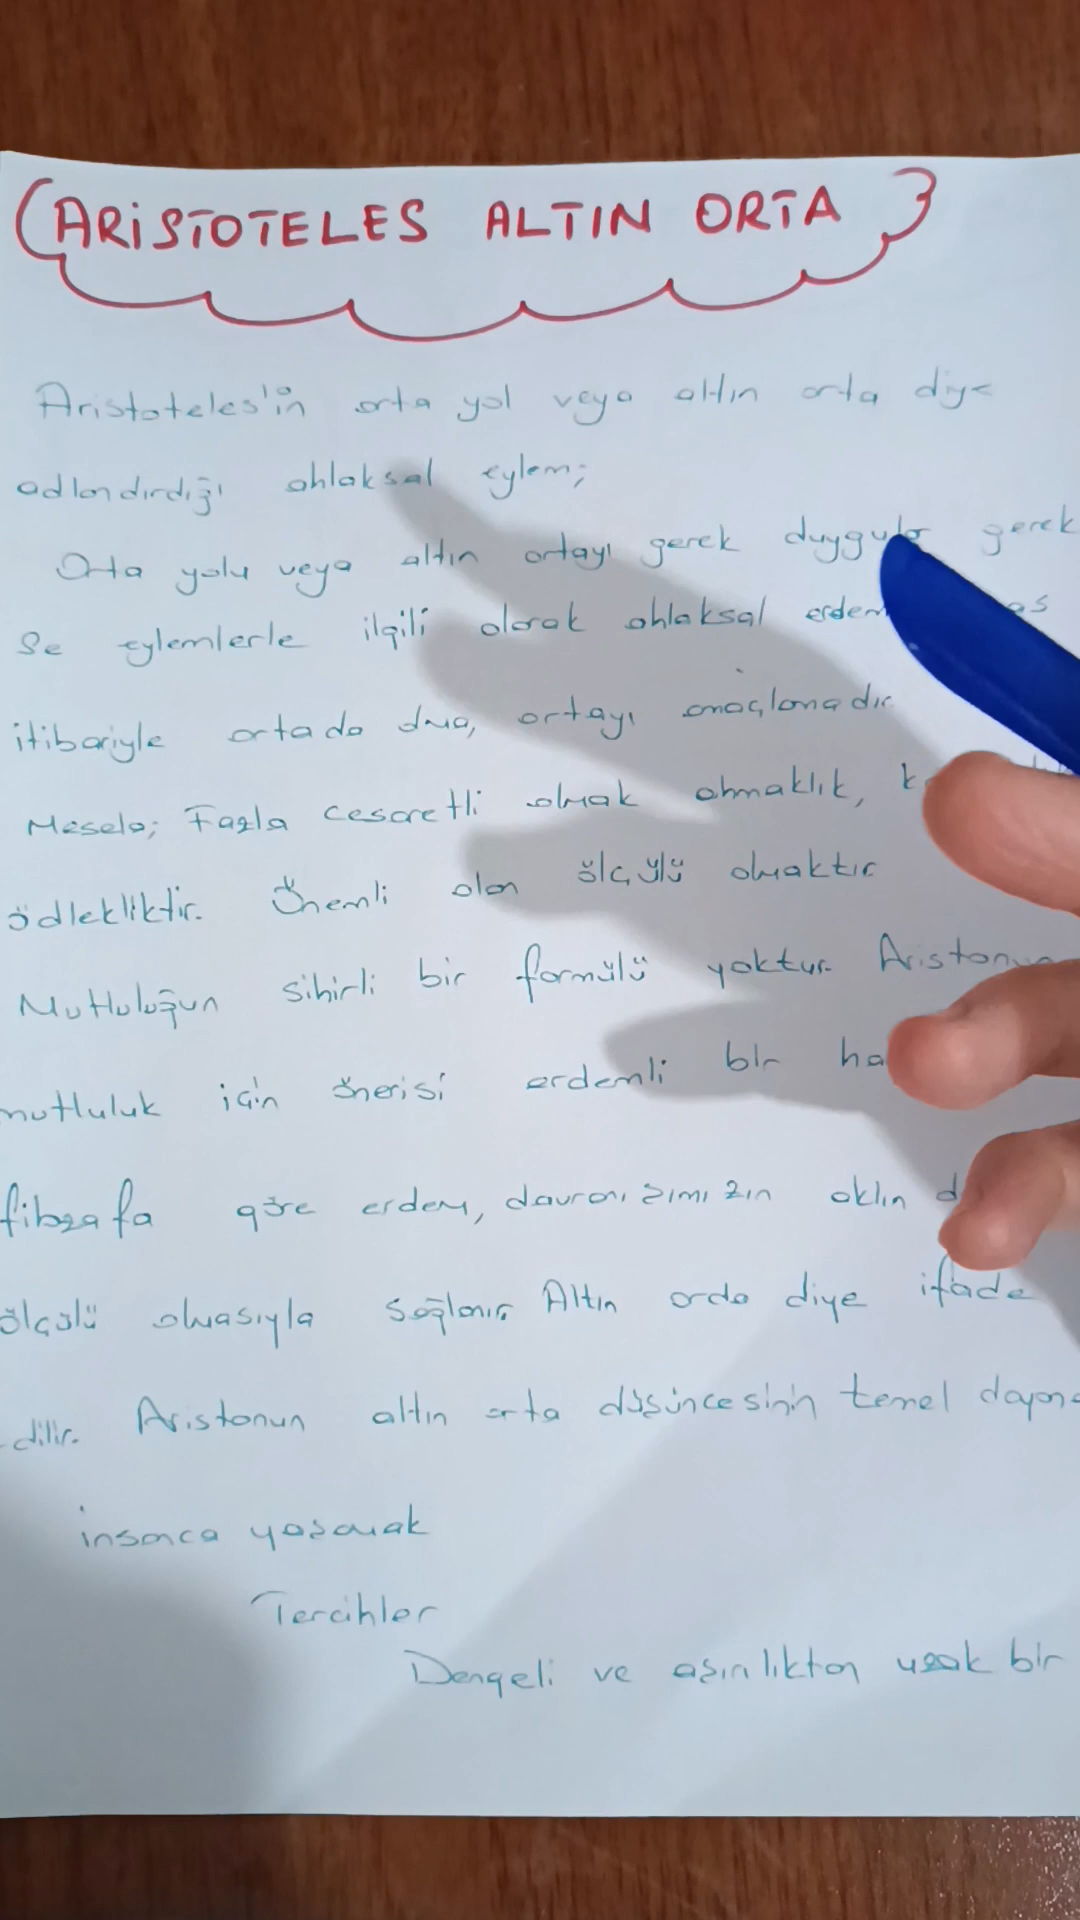 ARİSTOTELES ALTIN ORTA
Aristoteles'in orta yol veya altın orta diye
adlandırdığı ahlaksal eylem;
Orta yolu veya altın ortayı gerek duygular gerek
se eylemlerle ilgili olarak ahlaksal erdem
itibariyle ortada olma, ortayı amaçlamadır
Mesela; Fazla cesaretli olmak ahmaklık,
ödlekliktir. Önemli olan ölçülü olmaktır
Mutluluğun sihirli bir formülü yoktur. Aristonun
mutluluk için önerisi erdemli bir
filozofa göre erdem, davranışımızın aklın
ölçülü olmasıyla sağlanır. Altın orda diye ifade
dilir. Aristonun altın orta düşüncesinin temel
insanca yaşamak
Tercihler
Dengeli ve aşırılıktan uzak bir